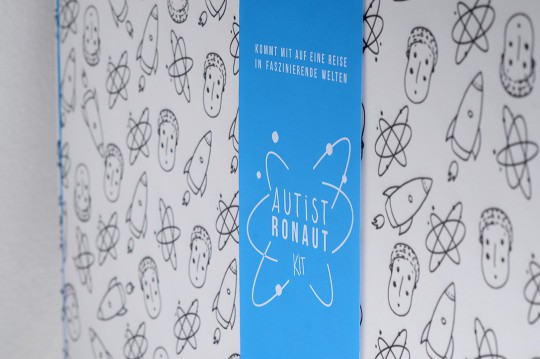 KOMMT MIT AUF EINE REISE
IN FASZINIERENDE WELTEN
AUTiST
RONAUT
KIT